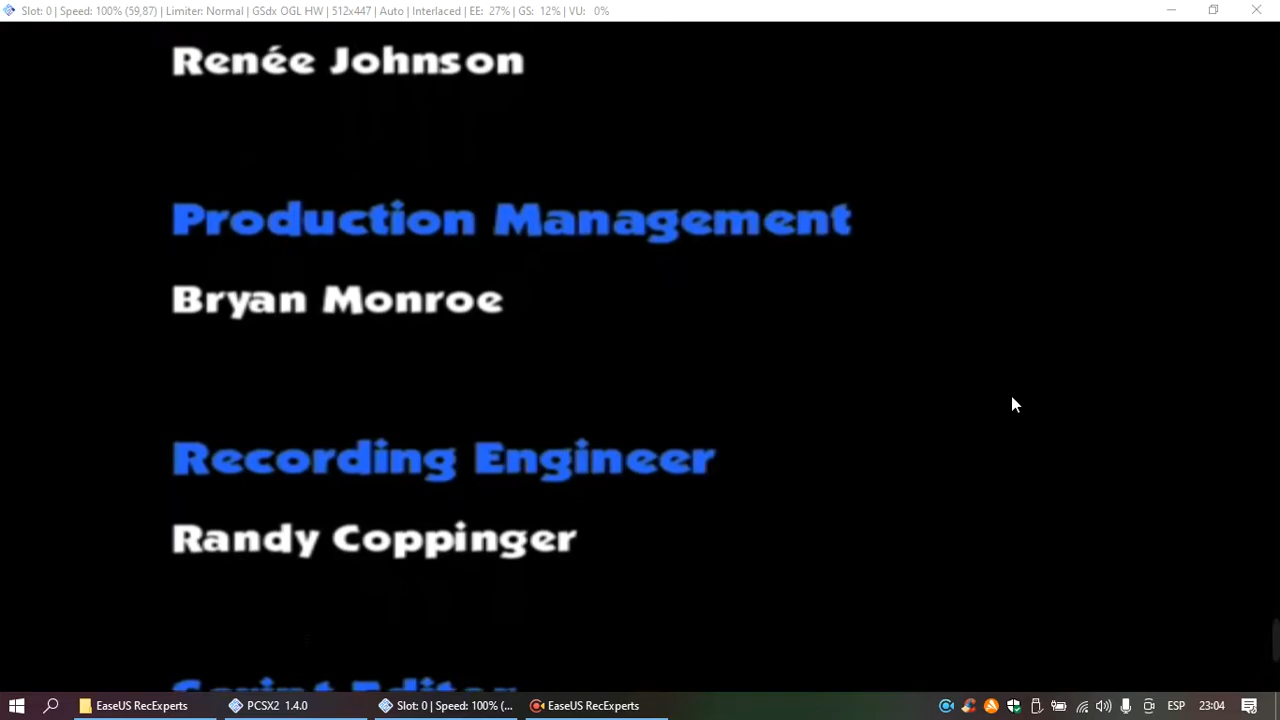 Slot: 0 | Speed: 100% (59,87) | Limiter: Normal | GSdx OGL HW | 512x447 | Auto | Interlaced | EE: 27% | GS: 12% | VU: 0%
Renée Johnson
Production Management
Bryan Monroe
Recording Engineer
Randy Coppinger
Script Editor
EaseUS RecExperts
PCSX2 1.4.0
Slot: 0 | Speed: 100% (...
EaseUS RecExperts
ESP
23:04